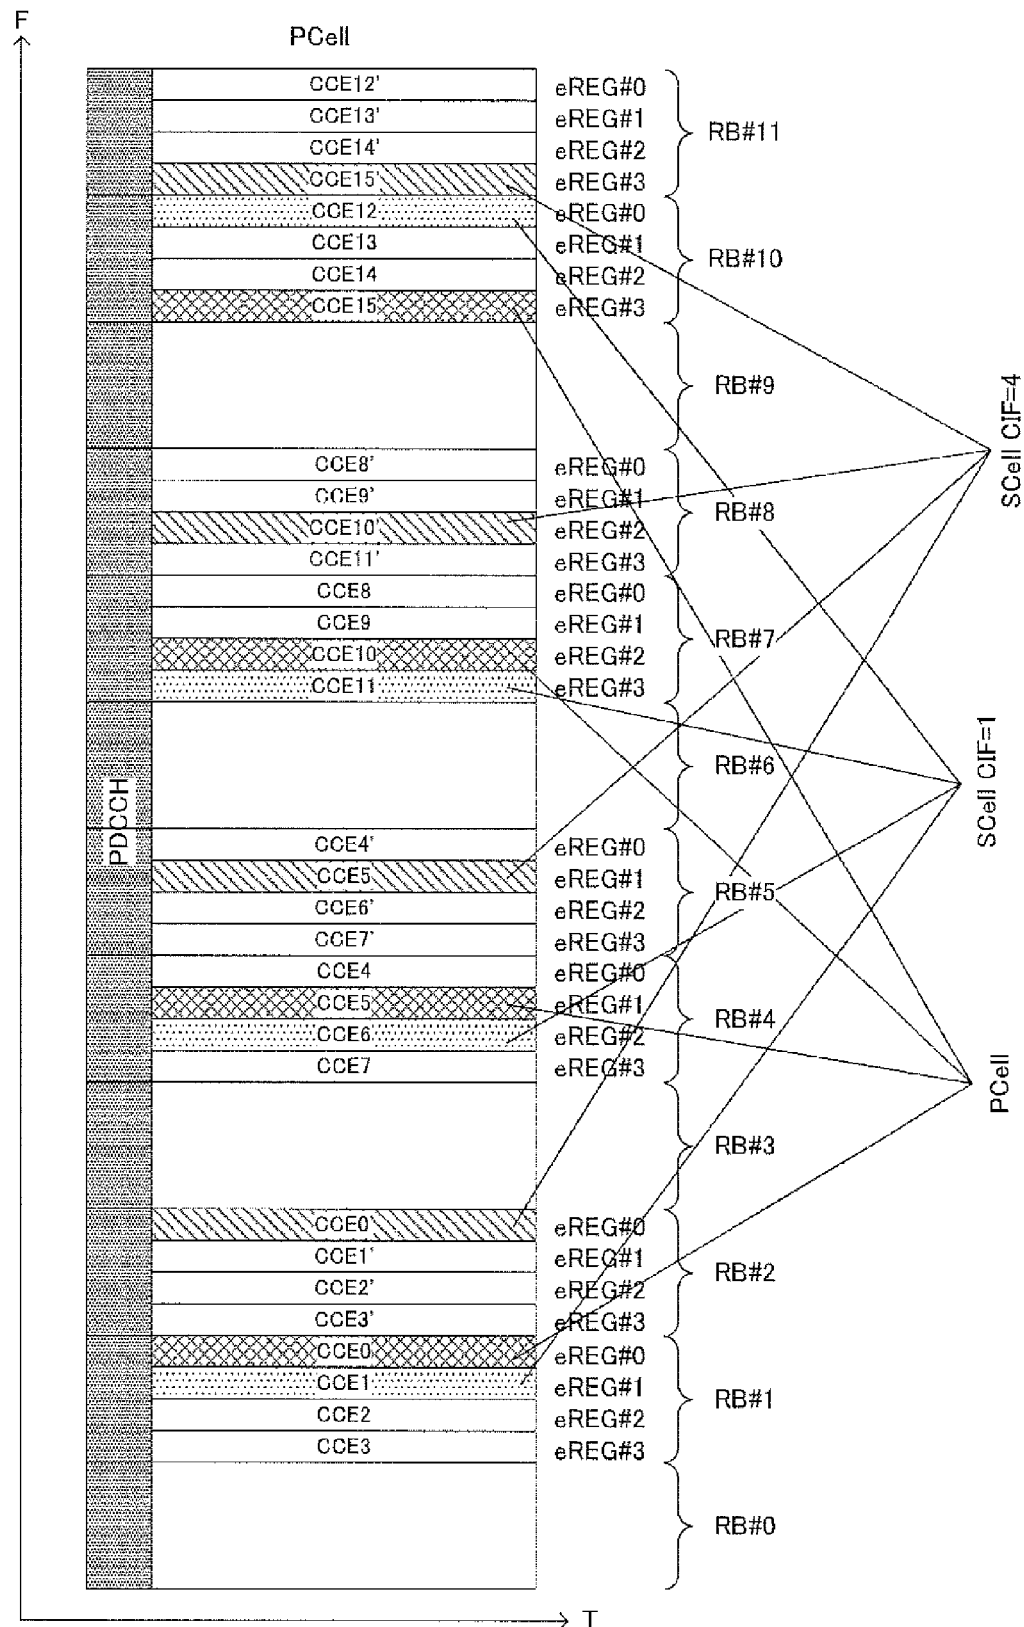 F
PCell
CCE12' eREG#0
CCE13' eREG#1
CCE14' eREG#2
CCE15' eREG#3
RB#11
CCE12 eREG#0
CCE13 eREG#1
CCE14 eREG#2
CCE15 eREG#3
RB#10
RB#9
CCE8' eREG#0
CCE9' eREG#1
CCE10' eREG#2
CCE11' eREG#3
RB#8
CCE8 eREG#0
CCE9 eREG#1
CCE10 eREG#2
CCE11 eREG#3
RB#7
RB#6
CCE4' eREG#0
CCE5 eREG#1
CCE6' eREG#2
CCE7' eREG#3
RB#5
CCE4 eREG#0
CCE5 eREG#1
CCE6 eREG#2
CCE7 eREG#3
RB#4
RB#3
CCE0' eREG#0
CCE1' eREG#1
CCE2' eREG#2
CCE3' eREG#3
RB#2
CCE0 eREG#0
CCE1 eREG#1
CCE2 eREG#2
CCE3 eREG#3
RB#1
RB#0
PDCCH
SCell CIF=4
SCell CIF=1
PCell
T